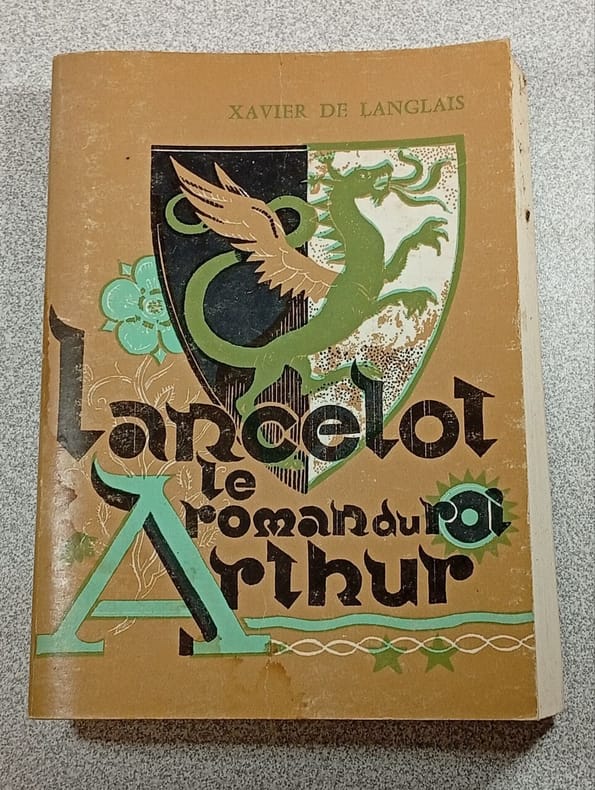 XAVIER DE LANGLAIS
Lancelot
le
roman du roi
Arthur